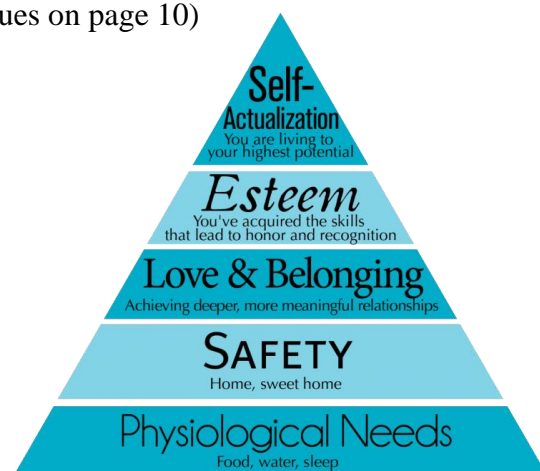 ues on page 10)
Self-
Actualization
You are living to
your highest potential
Esteem
You've acquired the skills
that lead to honor and recognition
Love & Belonging
Achieving deeper, more meaningful relationships
SAFETY
Home, sweet home
Physiological Needs
Food, water, sleep